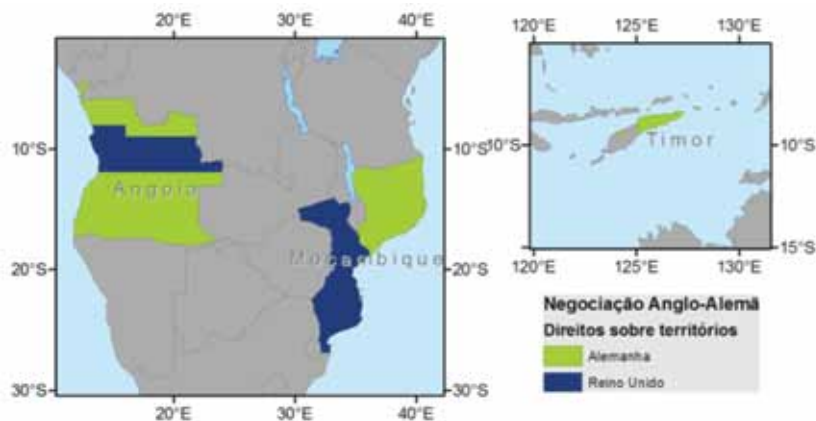 20°E 30°E 40°E
10°S
20°S
30°S
Angola
Moçambique
10°S
20°S
30°S
20°E 30°E 40°E
120°E 125°E 130°E
10°S
15°S
Timor
10°S
15°S
120°E 125°E 130°E
Negociação Anglo-Alemã
Direitos sobre territórios
Alemanha
Reino Unido